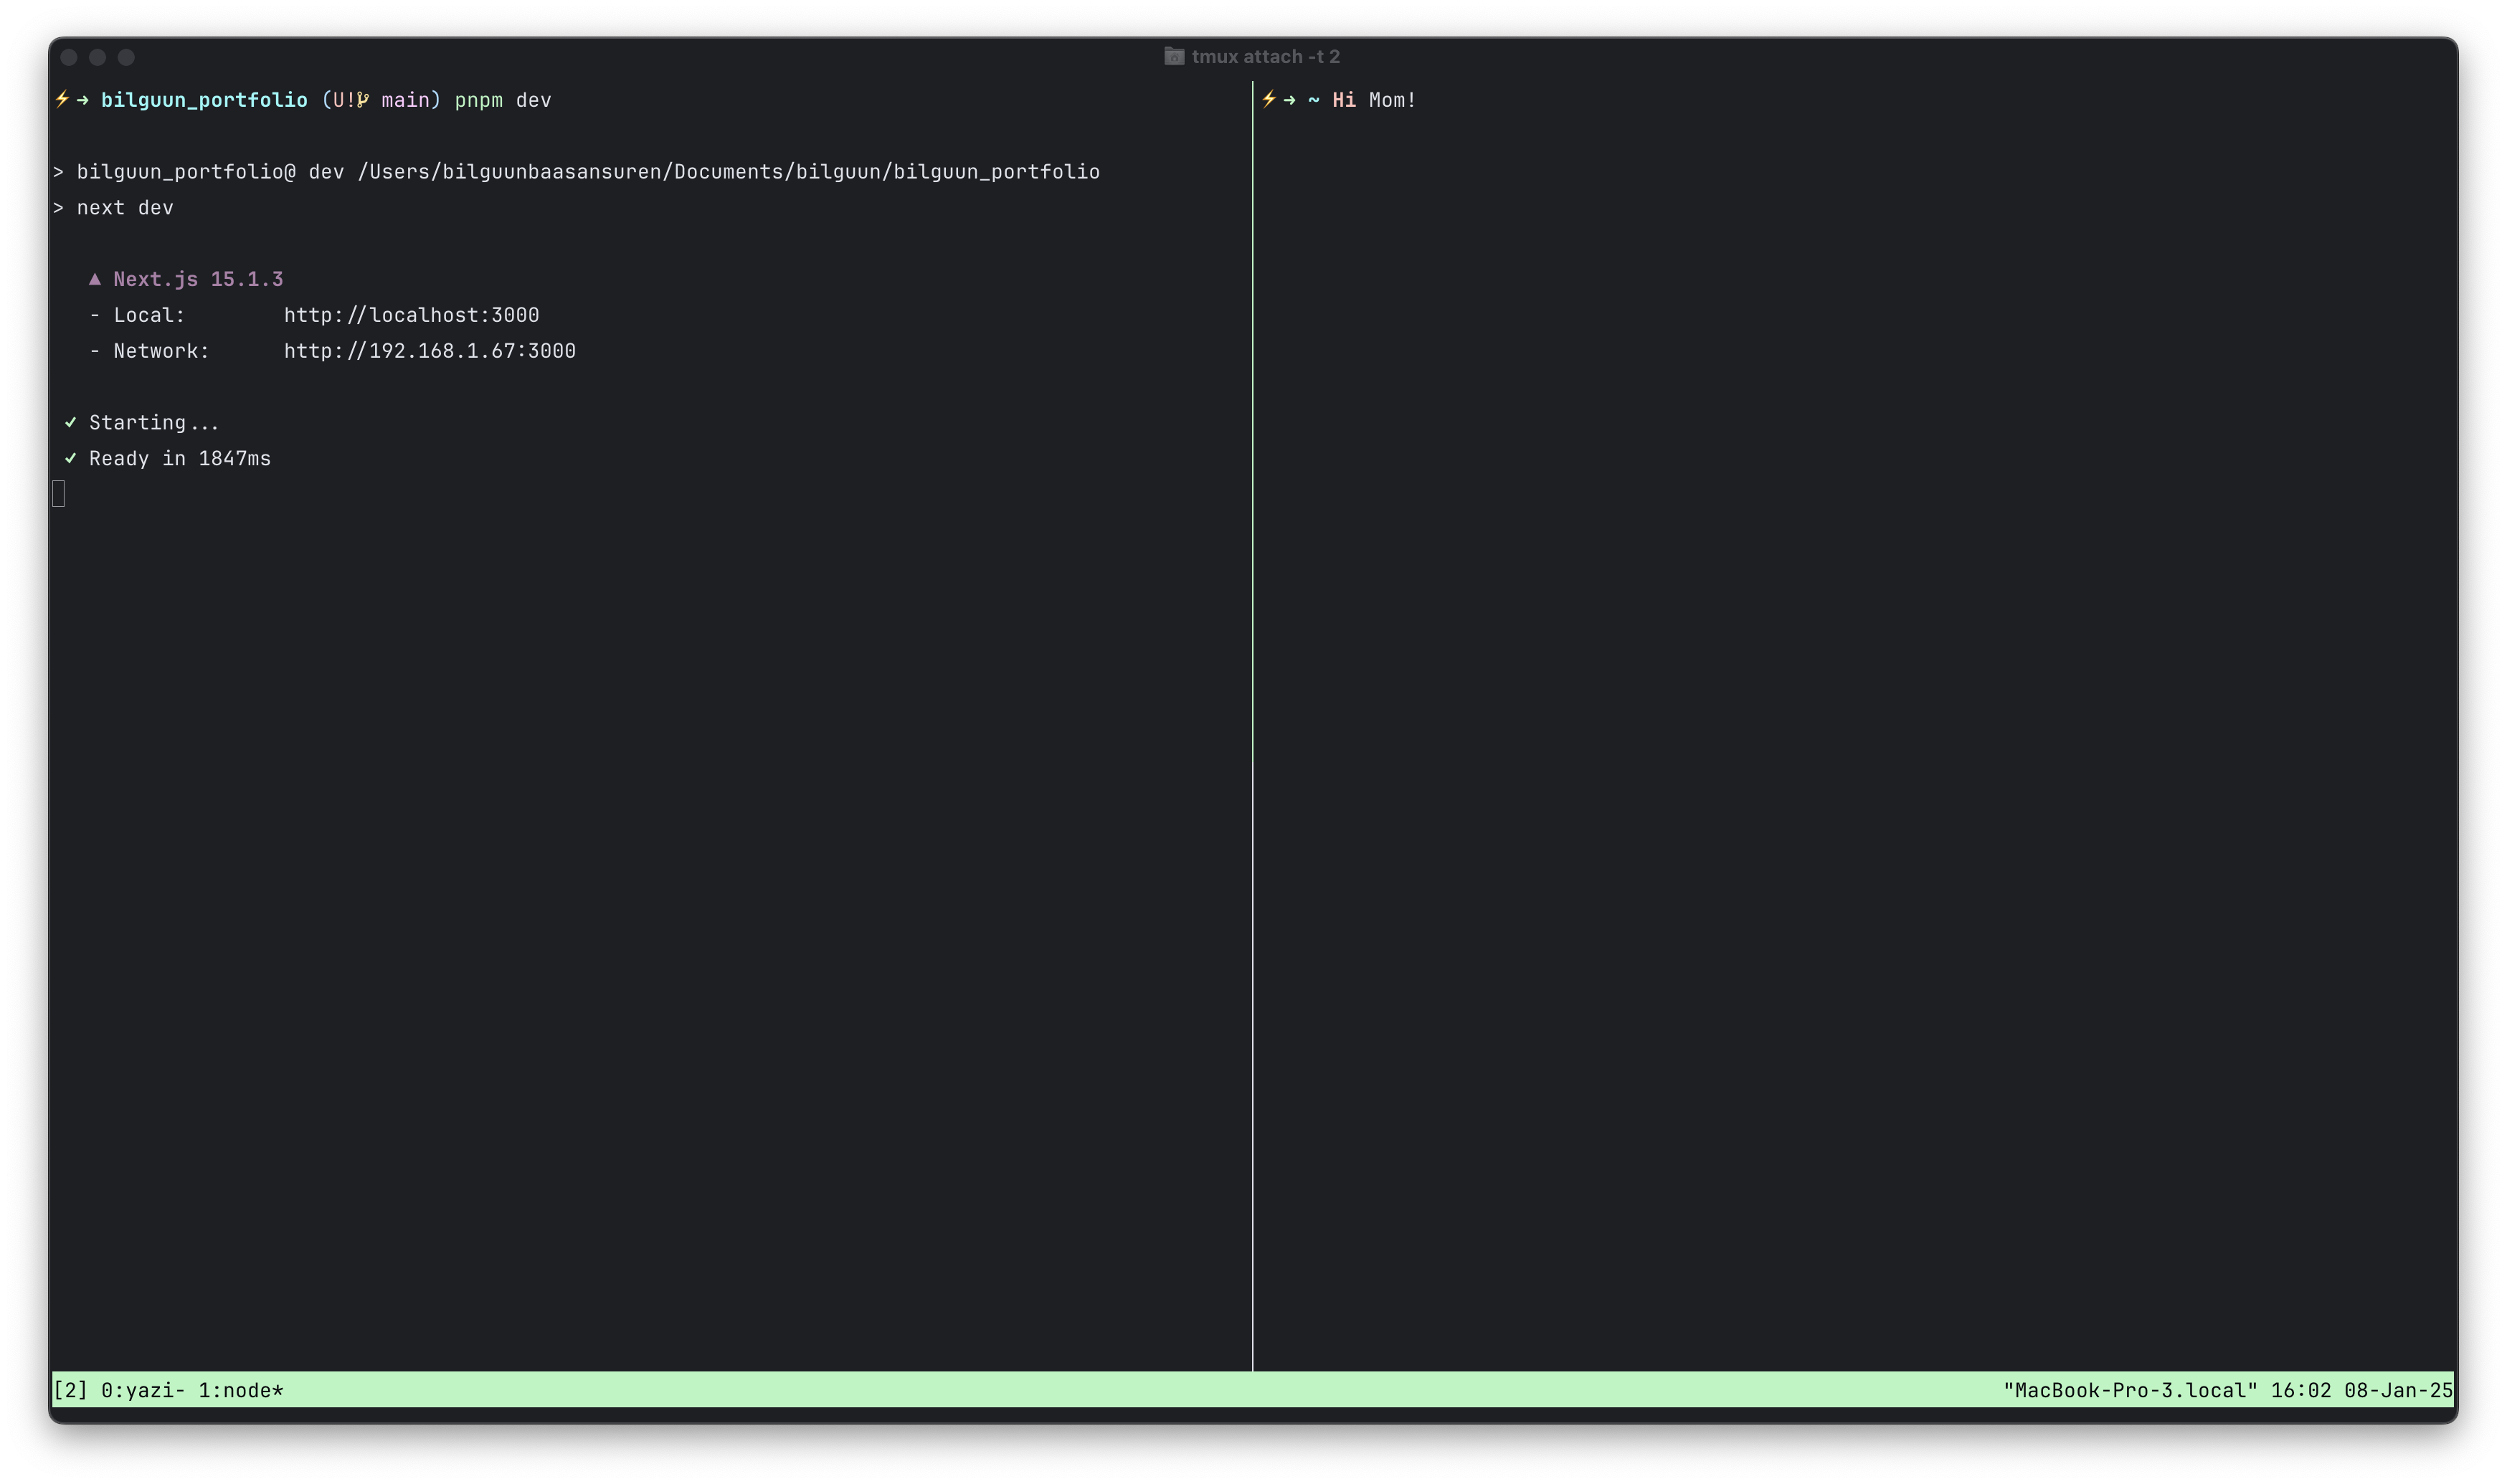 tmux attach -t 2
⚡➜ bilguun_portfolio (U! main) pnpm dev
> bilguun_portfolio@ dev /Users/bilguunbaasansuren/Documents/bilguun/bilguun_portfolio
> next dev
▲ Next.js 15.1.3
- Local:        http://localhost:3000
- Network:      http://192.168.1.67:3000
✓ Starting...
✓ Ready in 1847ms
⚡➜ ~ Hi Mom!
[2] 0:yazi- 1:node*
"MacBook-Pro-3.local" 16:02 08-Jan-25